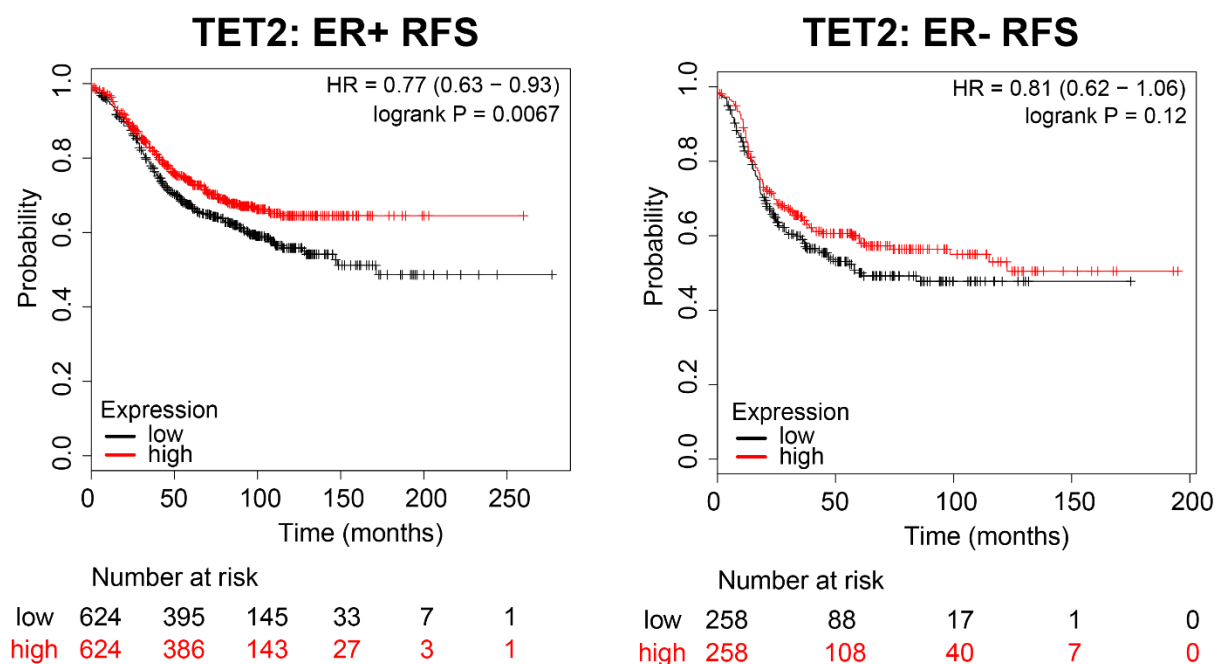 TET2: ER+ RFS
HR = 0.77 (0.63 − 0.93)
logrank P = 0.0067
Probability
1.0
0.8
0.6
0.4
0.2
0.0
Expression
low
high
0 50 100 150 200 250
Time (months)
Number at risk
low 624 395 145 33 7 1
high 624 386 143 27 3 1
TET2: ER- RFS
HR = 0.81 (0.62 − 1.06)
logrank P = 0.12
Probability
1.0
0.8
0.6
0.4
0.2
0.0
Expression
low
high
0 50 100 150 200
Time (months)
Number at risk
low 258 88 17 1 0
high 258 108 40 7 0